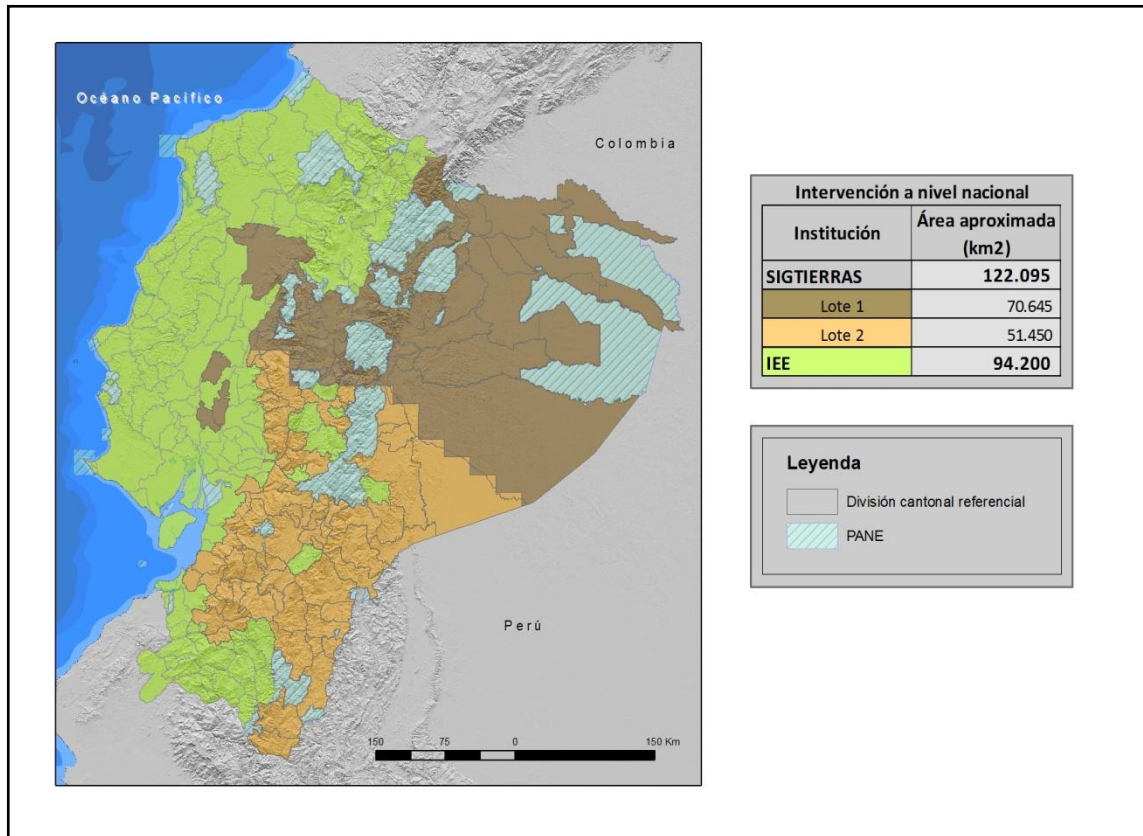 Océano Pacífico
Colombia
Perú
150 75 0 150 Km
Intervención a nivel nacional
Institución Área aproximada
(km2)
SIGTIERRAS 122.095
Lote 1 70.645
Lote 2 51.450
IEE 94.200
Leyenda
División cantonal referencial
PANE